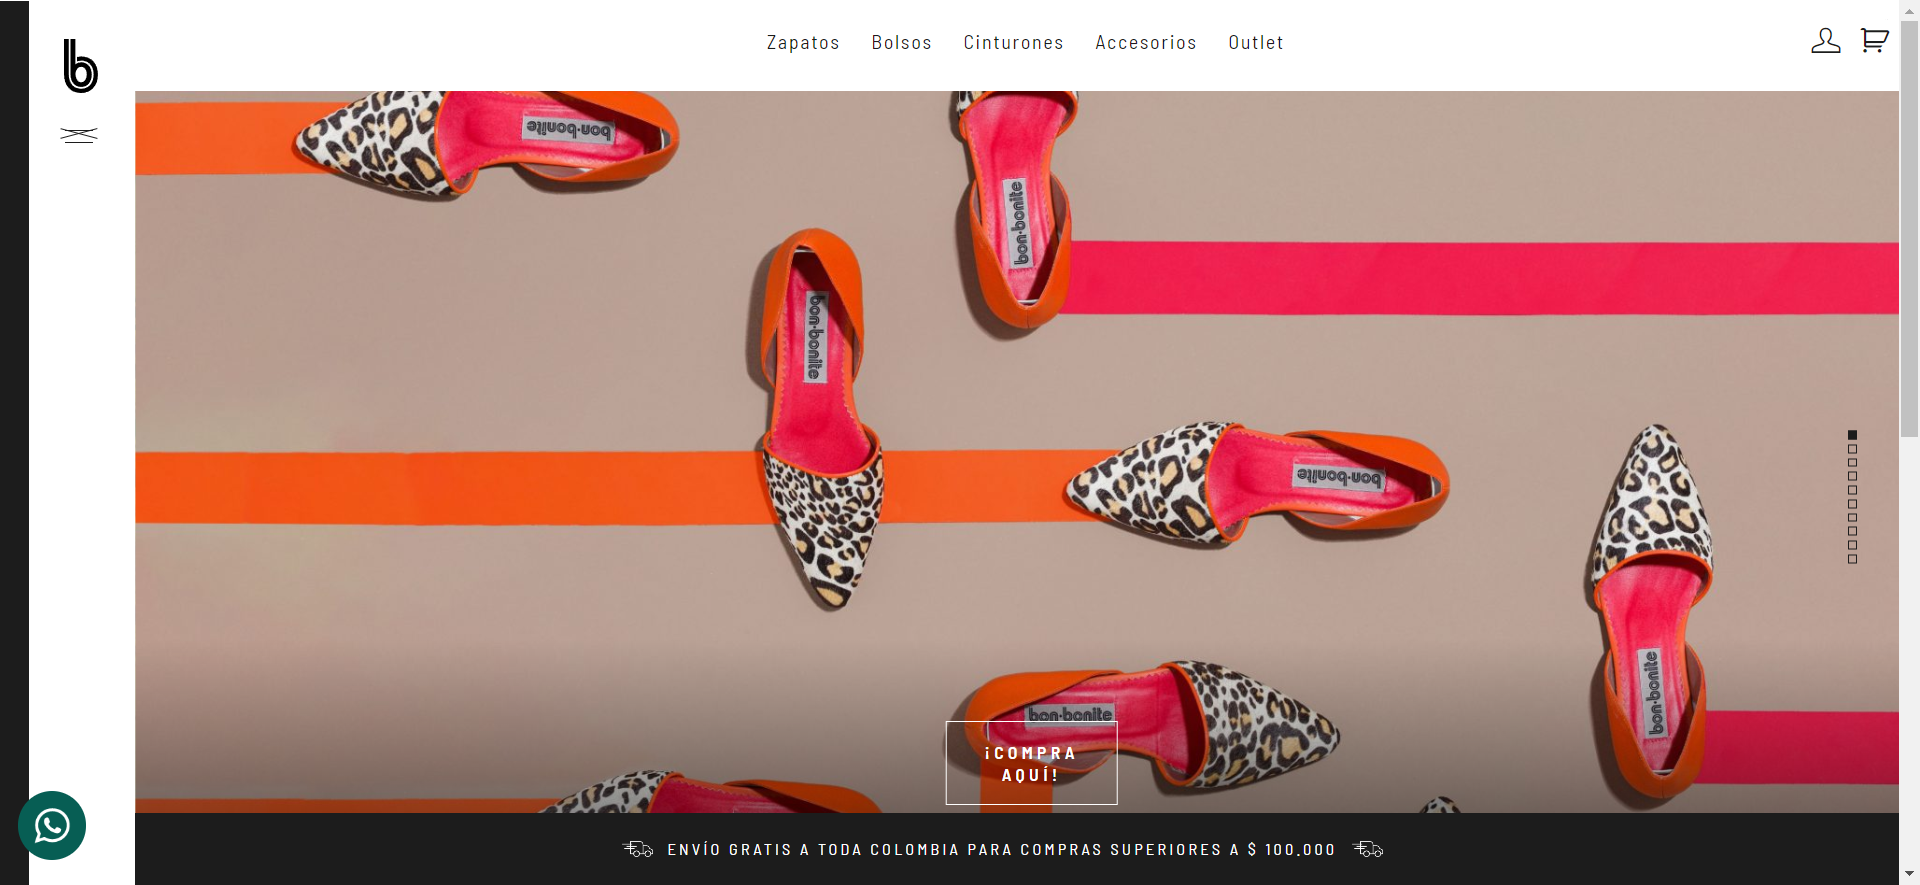 b
Zapatos Bolsos Cinturones Accesorios Outlet
bon·bonite
bon·bonite
bon·bonite
bon·bonite
bon·bonite
bon·bonite
¡COMPRA
AQUÍ!
ENVÍO GRATIS A TODA COLOMBIA PARA COMPRAS SUPERIORES A $ 100.000